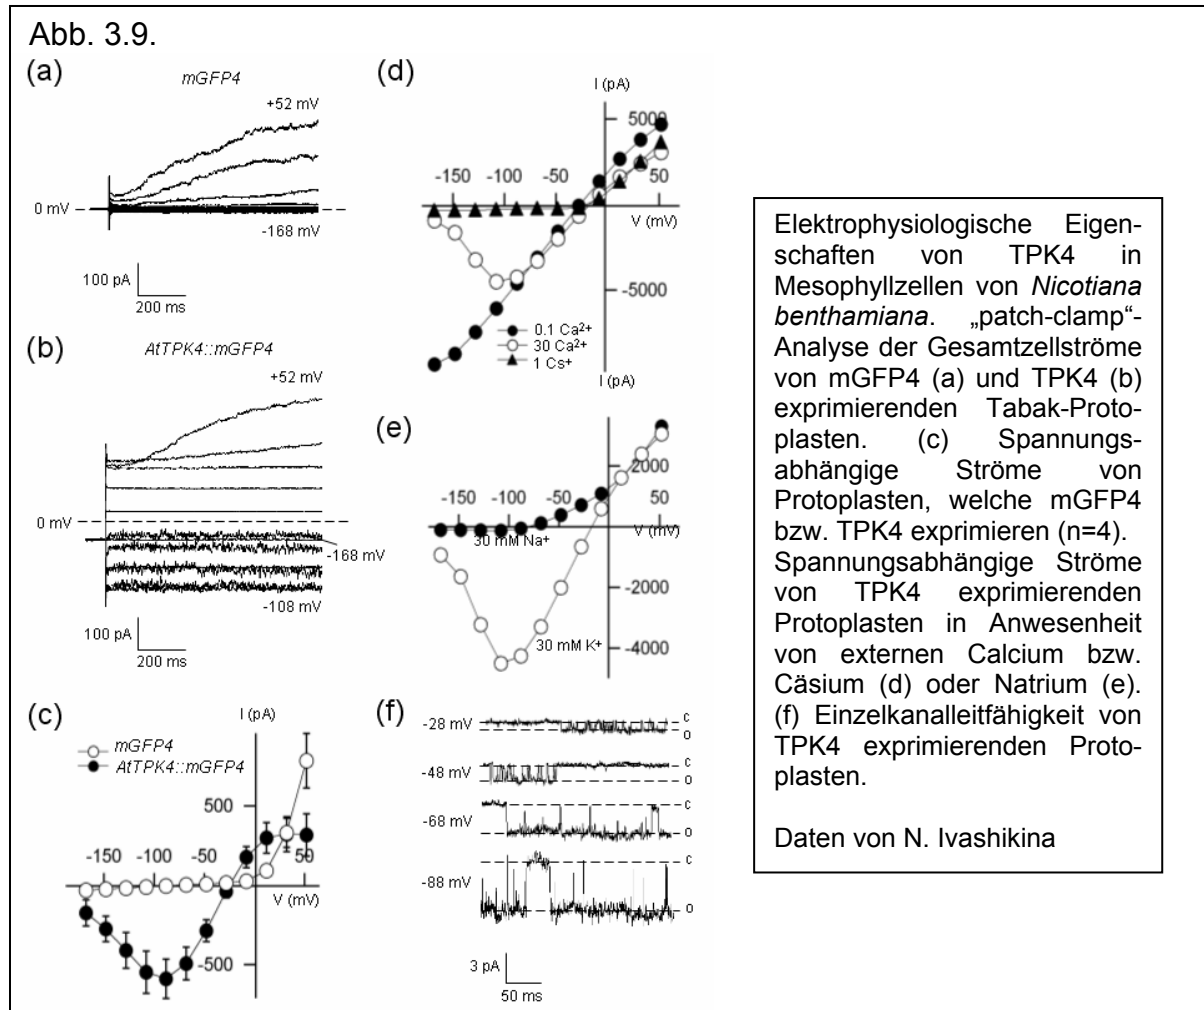 Abb. 3.9.
(a)
mGFP4
+52 mV
0 mV
-168 mV
100 pA
200 ms
(b)
AtTPK4::mGFP4
+52 mV
0 mV
-168 mV
-108 mV
100 pA
200 ms
(c)
I (pA)
mGFP4
AtTPK4::mGFP4
500
-150 -100 -50 50
V (mV)
-500
(d)
I (pA)
5000
-150 -100 -50 50
V (mV)
-5000
0.1 Ca²⁺
30 Ca²⁺
1 Cs⁺
(e)
I (pA)
2000
-150 -100 -50 50
V (mV)
30 mM Na⁺
-2000
30 mM K⁺
-4000
(f)
-28 mV
c
o
-48 mV
c
o
-68 mV
c
o
-88 mV
c
o
3 pA
50 ms
Elektrophysiologische Eigen-
schaften von TPK4 in
Mesophyllzellen von Nicotiana
benthamiana. „patch-clamp“-
Analyse der Gesamtzellströme
von mGFP4 (a) und TPK4 (b)
exprimierenden Tabak-Proto-
plasten. (c) Spannungs-
abhängige Ströme von
Protoplasten, welche mGFP4
bzw. TPK4 exprimieren (n=4).
Spannungsabhängige Ströme
von TPK4 exprimierenden
Protoplasten in Anwesenheit
von externen Calcium bzw.
Cäsium (d) oder Natrium (e).
(f) Einzelkanalleitfähigkeit von
TPK4 exprimierenden Proto-
plasten.
Daten von N. Ivashikina